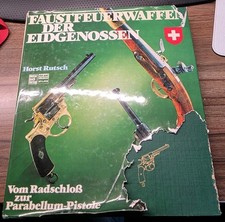 FAUSTFEUERWAFFEN
DER
EIDGENOSSEN
Horst Rutsch
Vom Radschloß
zur
Parabellum-Pistole